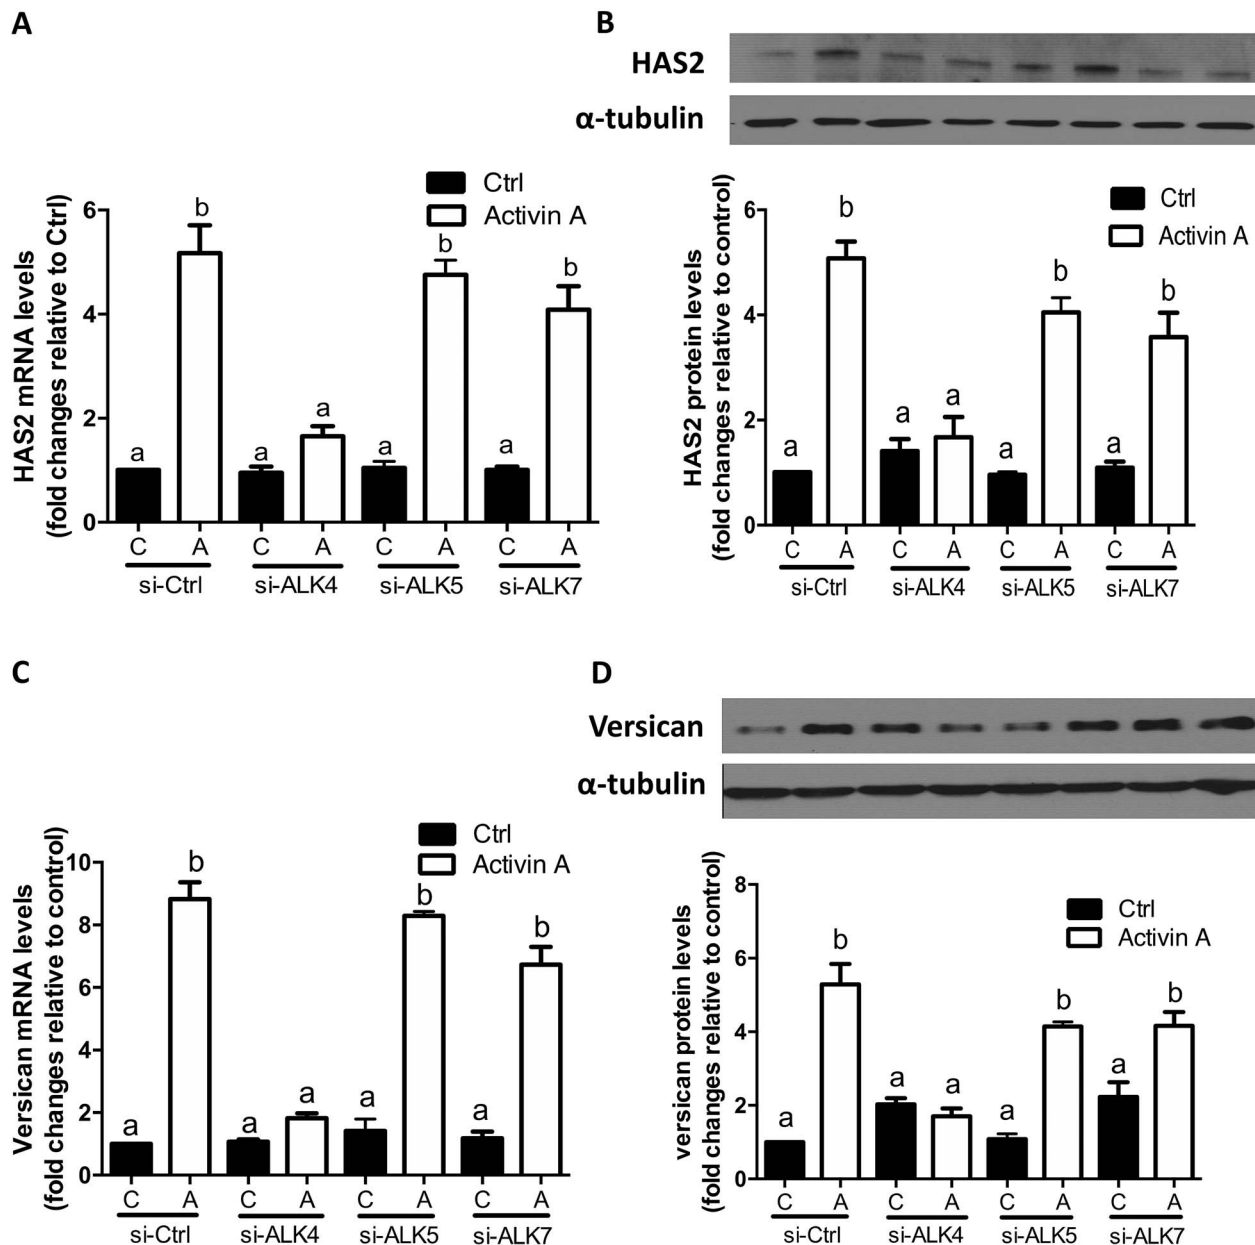 A
HAS2 mRNA levels
(fold changes relative to Ctrl)
Ctrl
Activin A
6
4
2
0
a
b
a
a
a
b
a
b
C A C A C A C A
si-Ctrl si-ALK4 si-ALK5 si-ALK7
B
HAS2
α-tubulin
HAS2 protein levels
(fold changes relative to control)
Ctrl
Activin A
6
4
2
0
a
b
a
a
a
b
a
b
C A C A C A C A
si-Ctrl si-ALK4 si-ALK5 si-ALK7
C
Versican mRNA levels
(fold changes relative to control)
Ctrl
Activin A
10
8
6
4
2
0
a
b
a
a
a
b
a
b
C A C A C A C A
si-Ctrl si-ALK4 si-ALK5 si-ALK7
D
Versican
α-tubulin
versican protein levels
(fold changes relative to control)
Ctrl
Activin A
8
6
4
2
0
a
b
a
a
a
b
a
b
C A C A C A C A
si-Ctrl si-ALK4 si-ALK5 si-ALK7